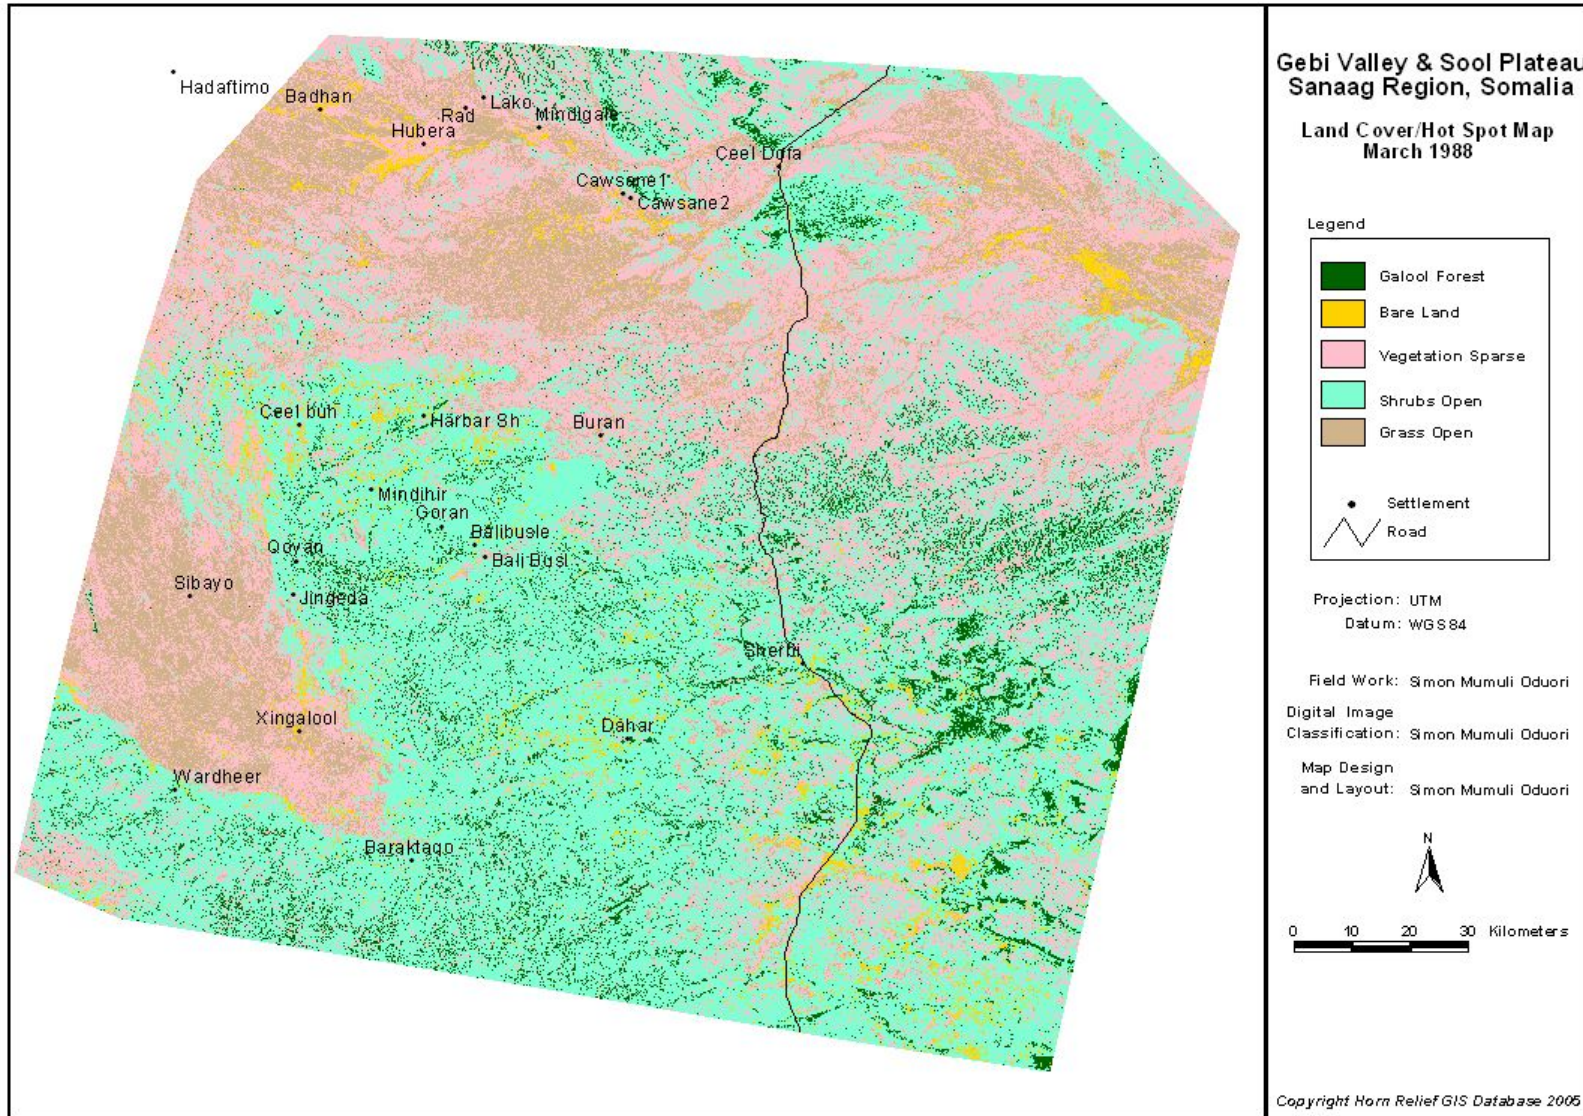 Gebi Valley & Sool Plateau
Sanaag Region, Somalia
Land Cover/Hot Spot Map
March 1988
Legend
Galool Forest
Bare Land
Vegetation Sparse
Shrubs Open
Grass Open
Settlement
Road
Projection: UTM
Datum: WGS84
Field Work: Simon Mumuli Oduori
Digital Image
Classification: Simon Mumuli Oduori
Map Design
and Layout: Simon Mumuli Oduori
N
0 10 20 30 Kilometers
Copyright Horn Relief GIS Database 2005
Hadaftimo
Badhan
Lako
Rad
Mindigale
Hubera
Ceel Dofa
Cawsane1
Cawsane2
Ceel buh
Harbar Sh
Buran
Mindihir
Goran
Balibusle
Qoyan
Bali Busl
Sibayo
Jingeda
Sherbi
Xingalool
Dahar
Wardheer
Baraktaqo